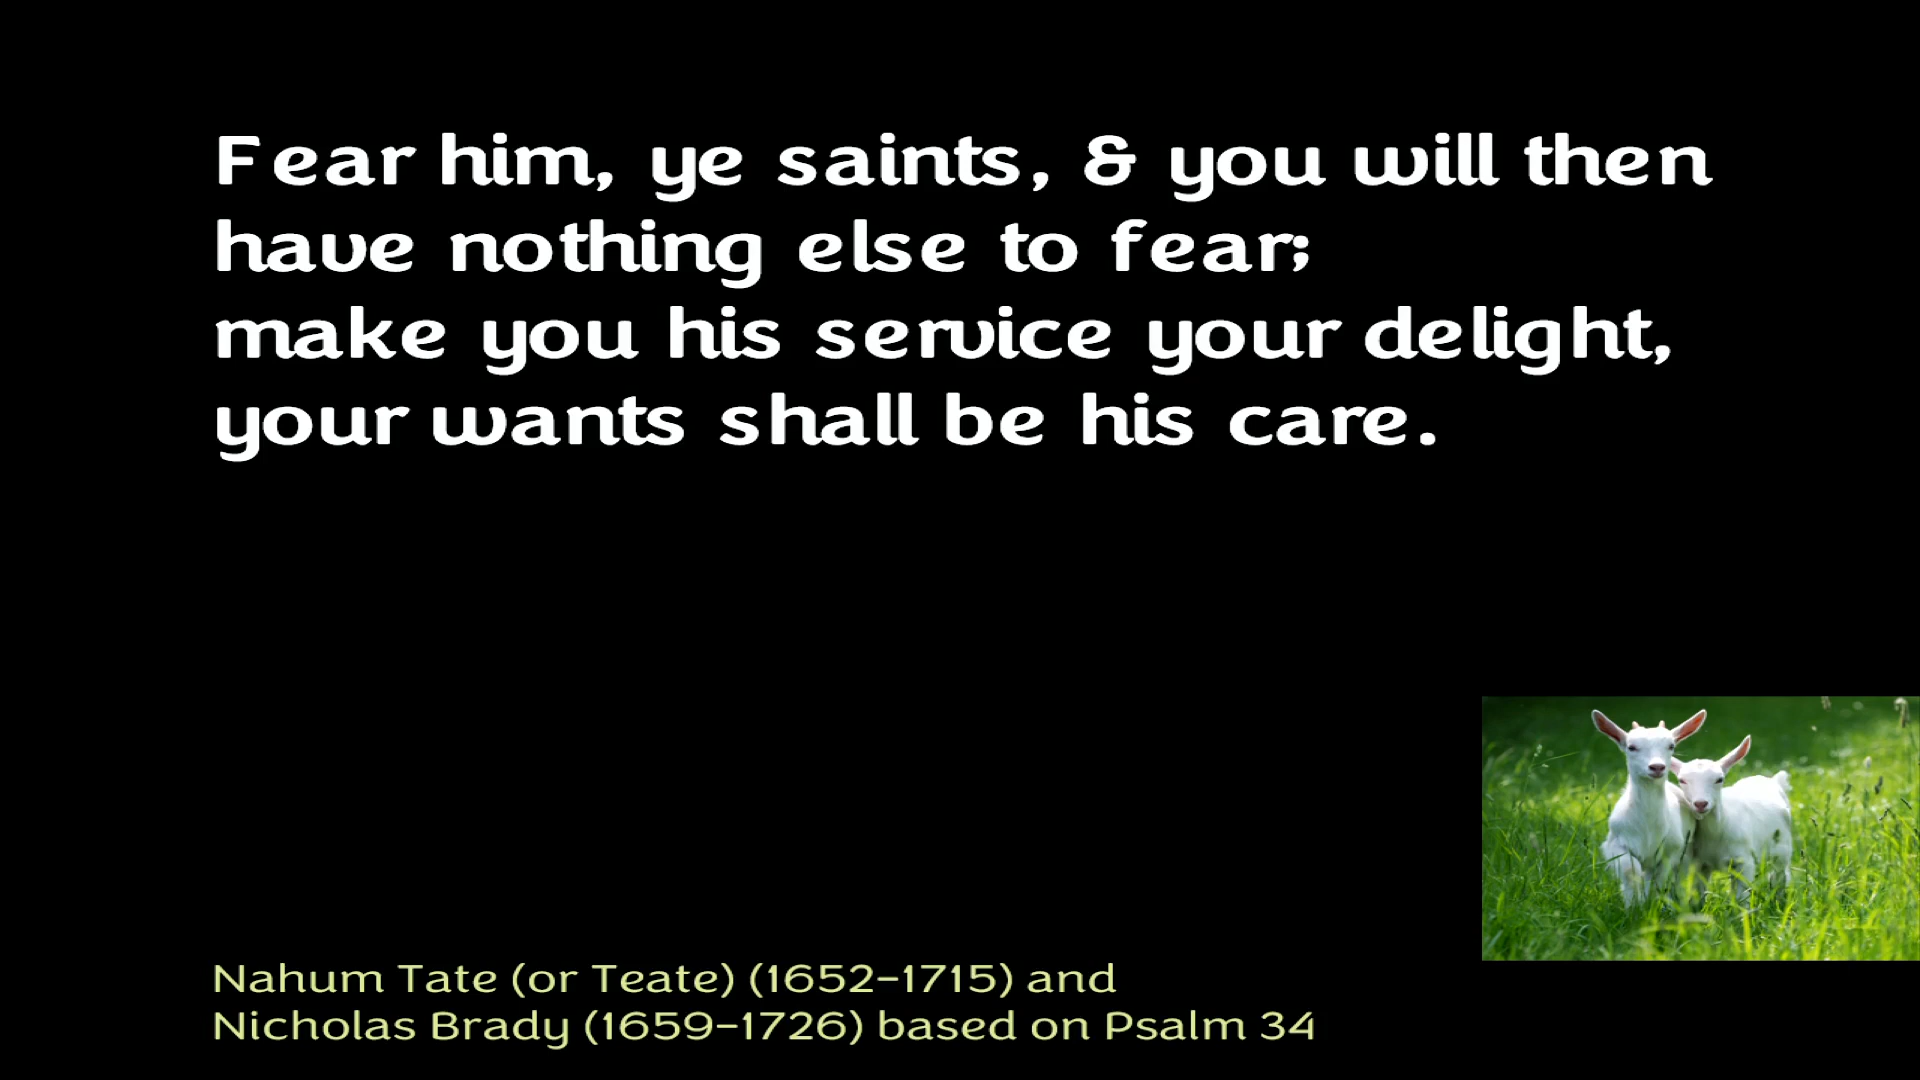 Fear him, ye saints, & you will then
have nothing else to fear;
make you his service your delight,
your wants shall be his care.
Nahum Tate (or Teate) (1652–1715) and
Nicholas Brady (1659–1726) based on Psalm 34